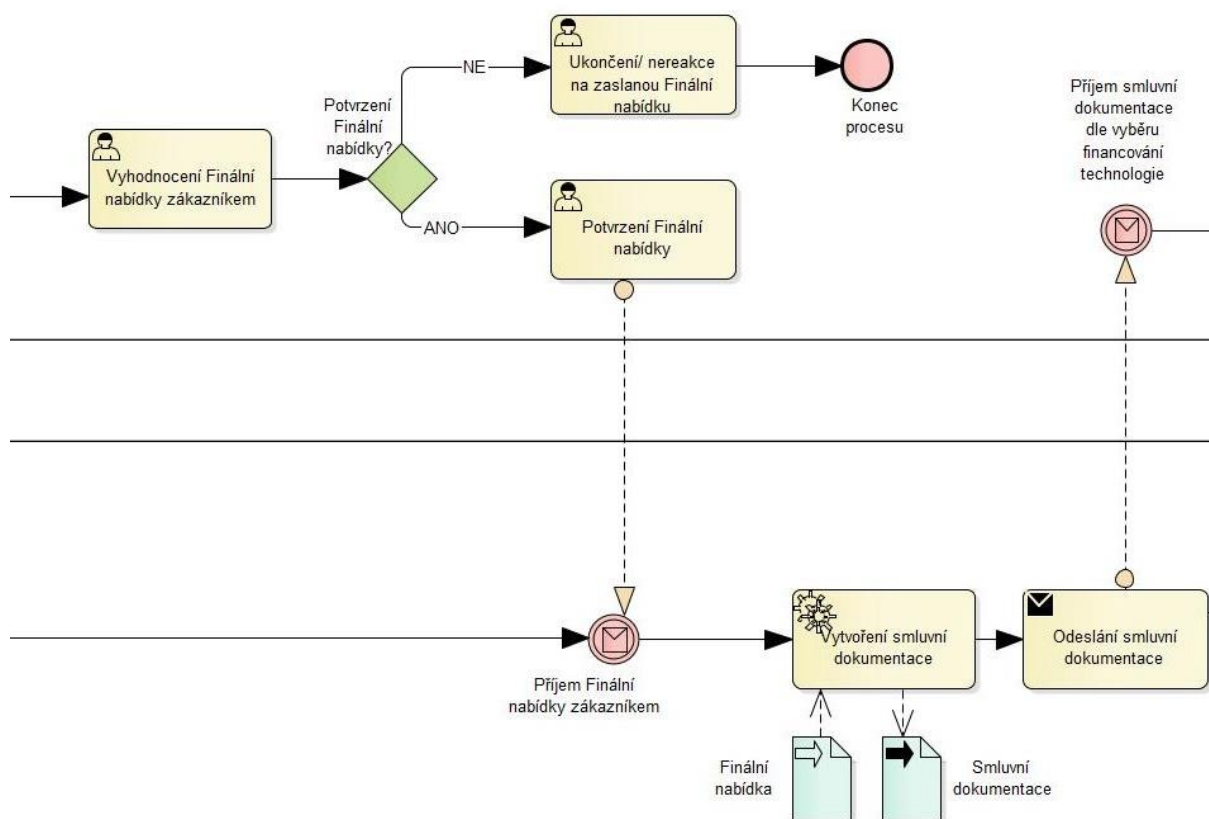 NE
Ukončení/ nereakce
na zaslanou Finální
nabídku
Konec
procesu
Potvrzení
Finální
nabídky?
Vyhodnocení Finální
nabídky zákazníkem
ANO
Potvrzení Finální
nabídky
Příjem smluvní
dokumentace
dle vyběru
financování
technologie
Příjem Finální
nabídky zákazníkem
Vytvoření smluvní
dokumentace
Odeslání smluvní
dokumentace
Finální
nabídka
Smluvní
dokumentace